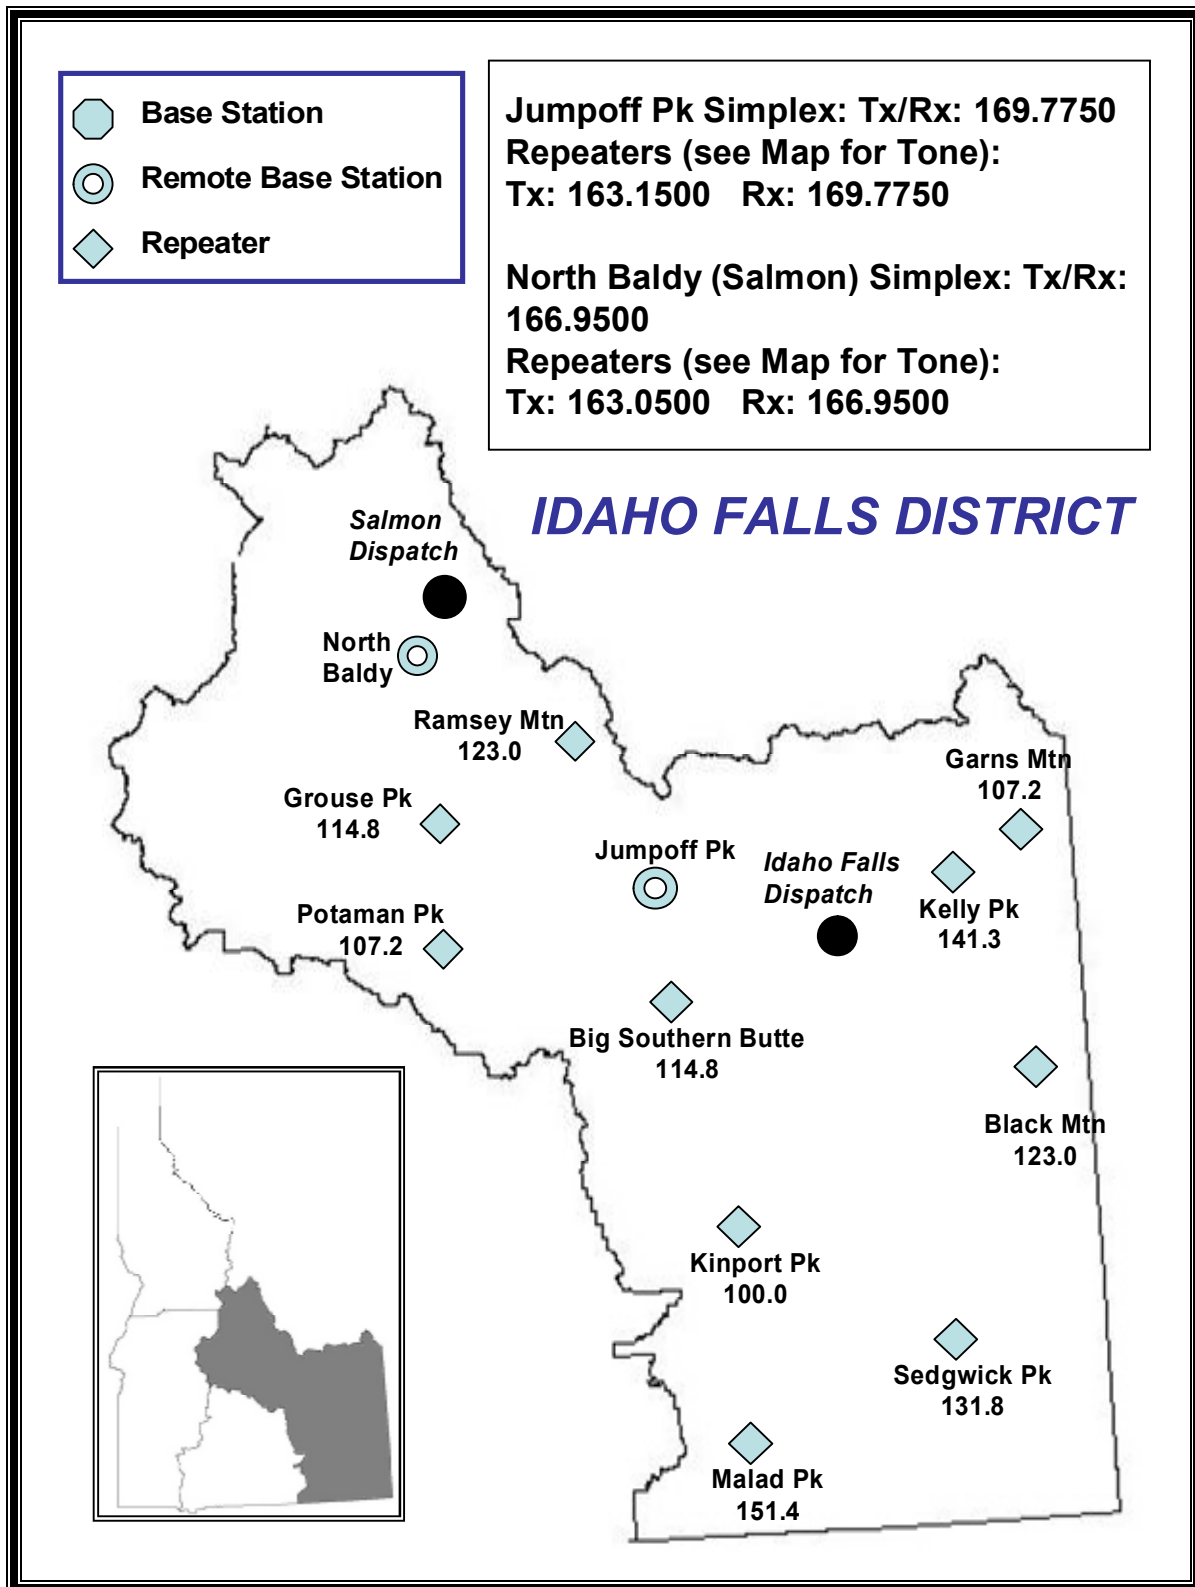 Base Station
Remote Base Station
Repeater
Jumpoff Pk Simplex: Tx/Rx: 169.7750
Repeaters (see Map for Tone):
Tx: 163.1500 Rx: 169.7750
North Baldy (Salmon) Simplex: Tx/Rx:
166.9500
Repeaters (see Map for Tone):
Tx: 163.0500 Rx: 166.9500
IDAHO FALLS DISTRICT
Salmon
Dispatch
North
Baldy
Ramsey Mtn
123.0
Garns Mtn
107.2
Grouse Pk
114.8
Jumpoff Pk
Idaho Falls
Dispatch
Kelly Pk
141.3
Potaman Pk
107.2
Big Southern Butte
114.8
Black Mtn
123.0
Kinport Pk
100.0
Sedgwick Pk
131.8
Malad Pk
151.4